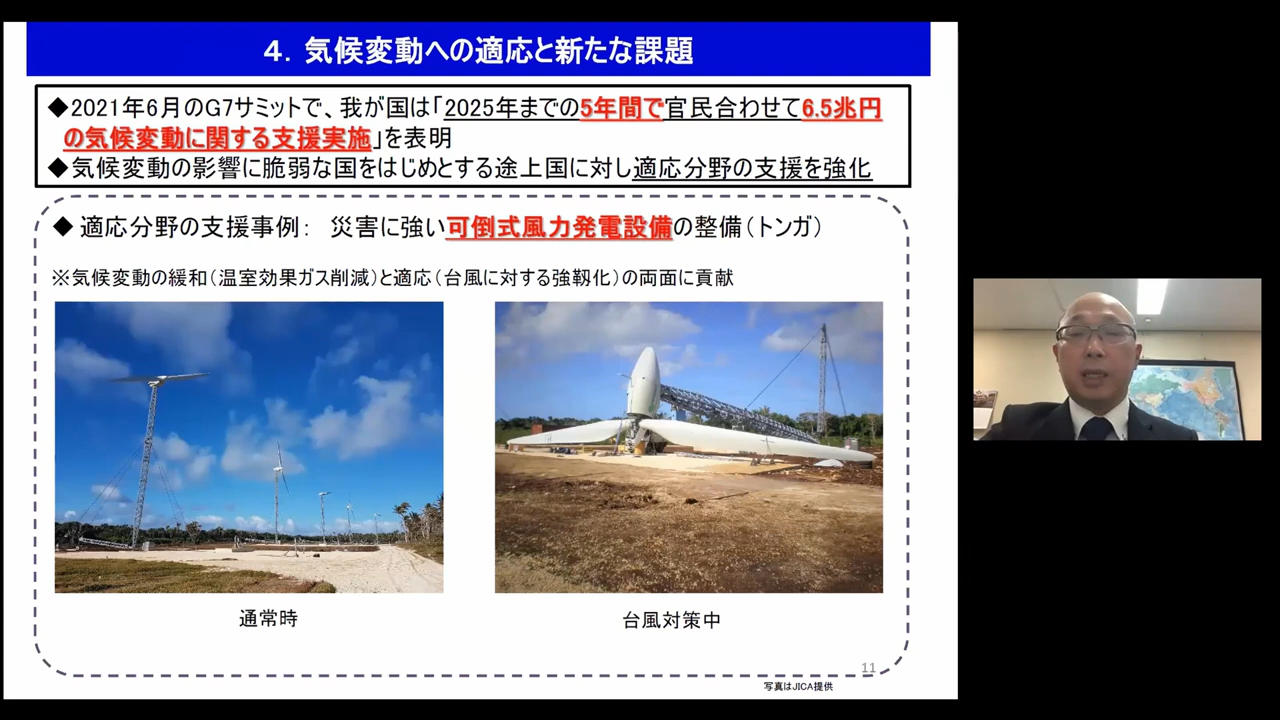 ４．気候変動への適応と新たな課題
◆2021年6月のG7サミットで、我が国は「2025年までの5年間で官民合わせて6.5兆円
の気候変動に関する支援実施」を表明
◆気候変動の影響に脆弱な国をはじめとする途上国に対し適応分野の支援を強化
◆ 適応分野の支援事例： 災害に強い可倒式風力発電設備の整備（トンガ）
※気候変動の緩和（温室効果ガス削減）と適応（台風に対する強靱化）の両面に貢献
通常時
台風対策中
11
写真はJICA提供